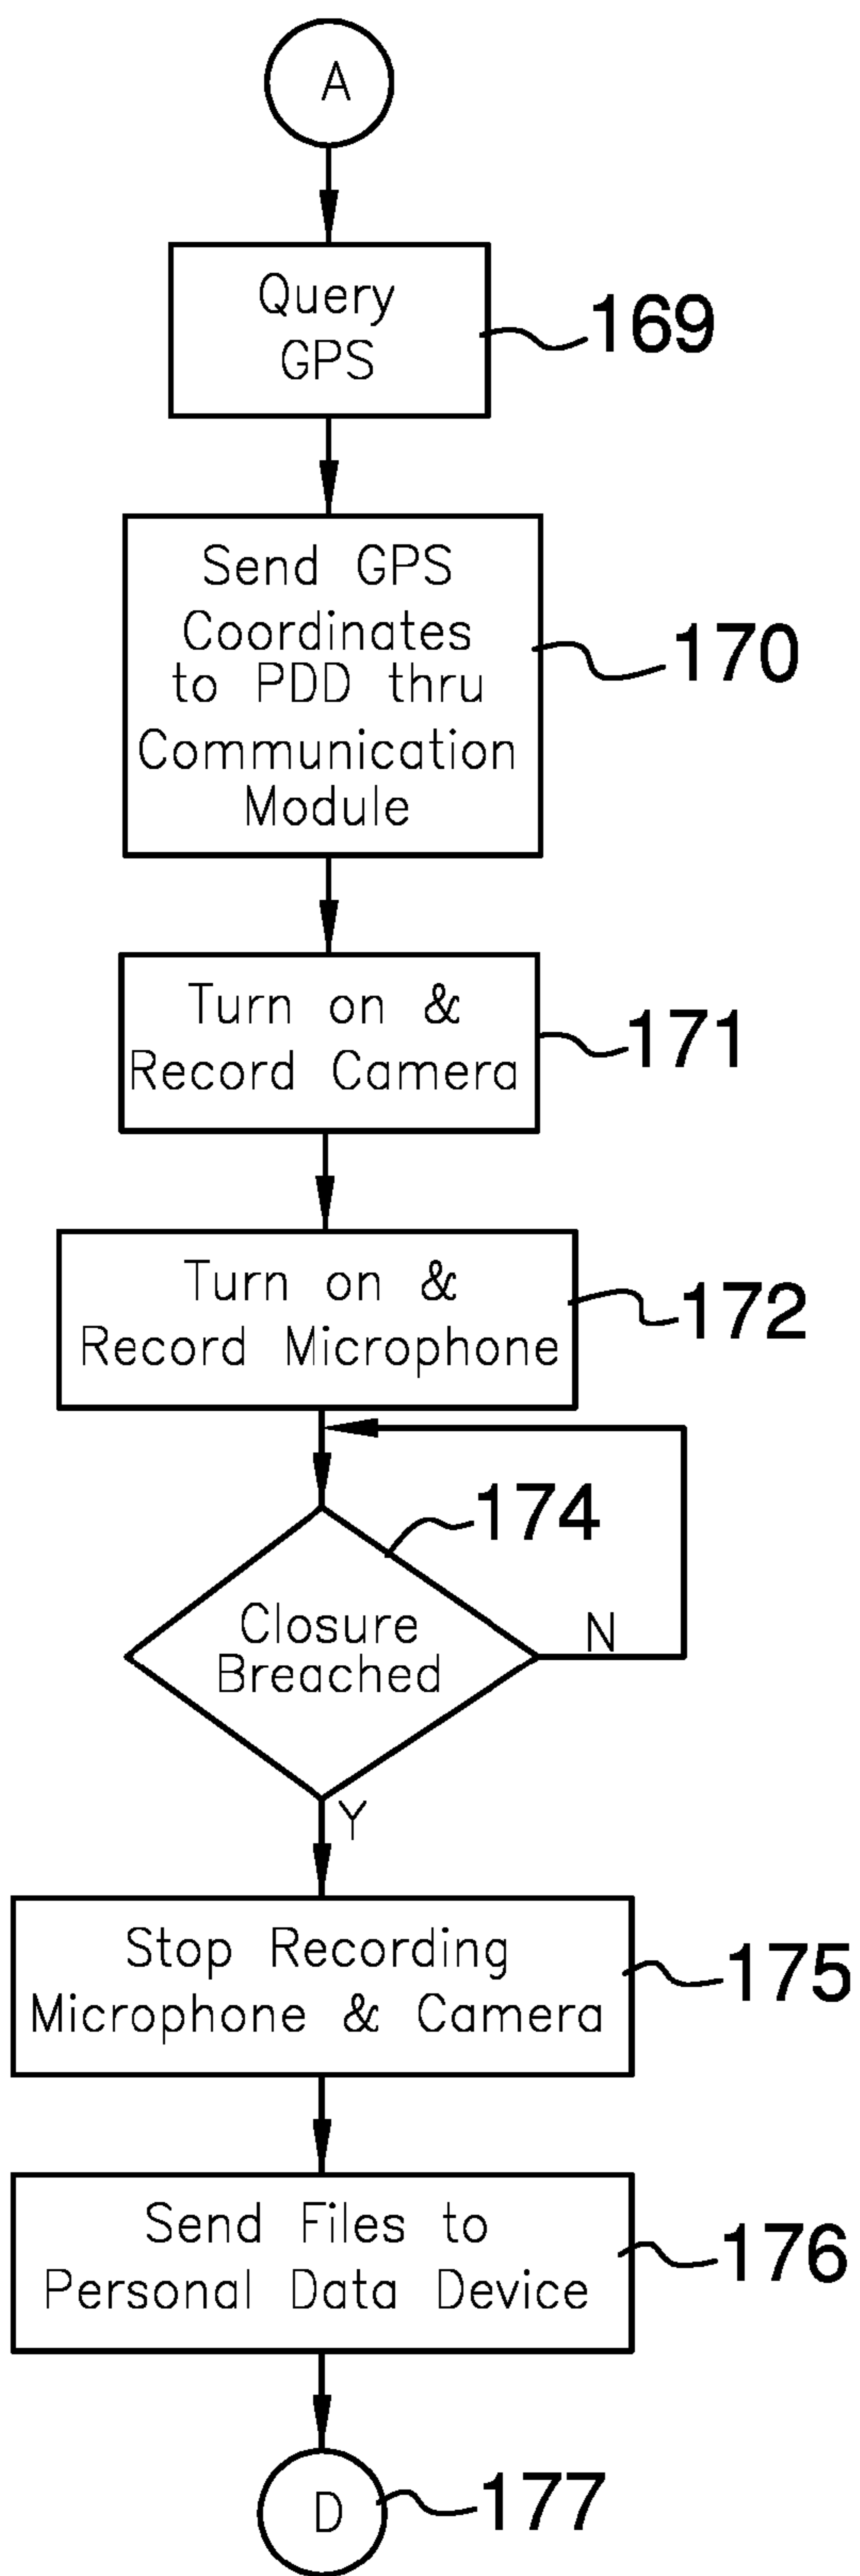 A
Query
GPS
169
Send GPS
Coordinates
to PDD thru
Communication
Module
170
Turn on &
Record Camera
171
Turn on &
Record Microphone
172
174
Closure
Breached
N
Y
Stop Recording
Microphone & Camera
175
Send Files to
Personal Data Device
176
D
177